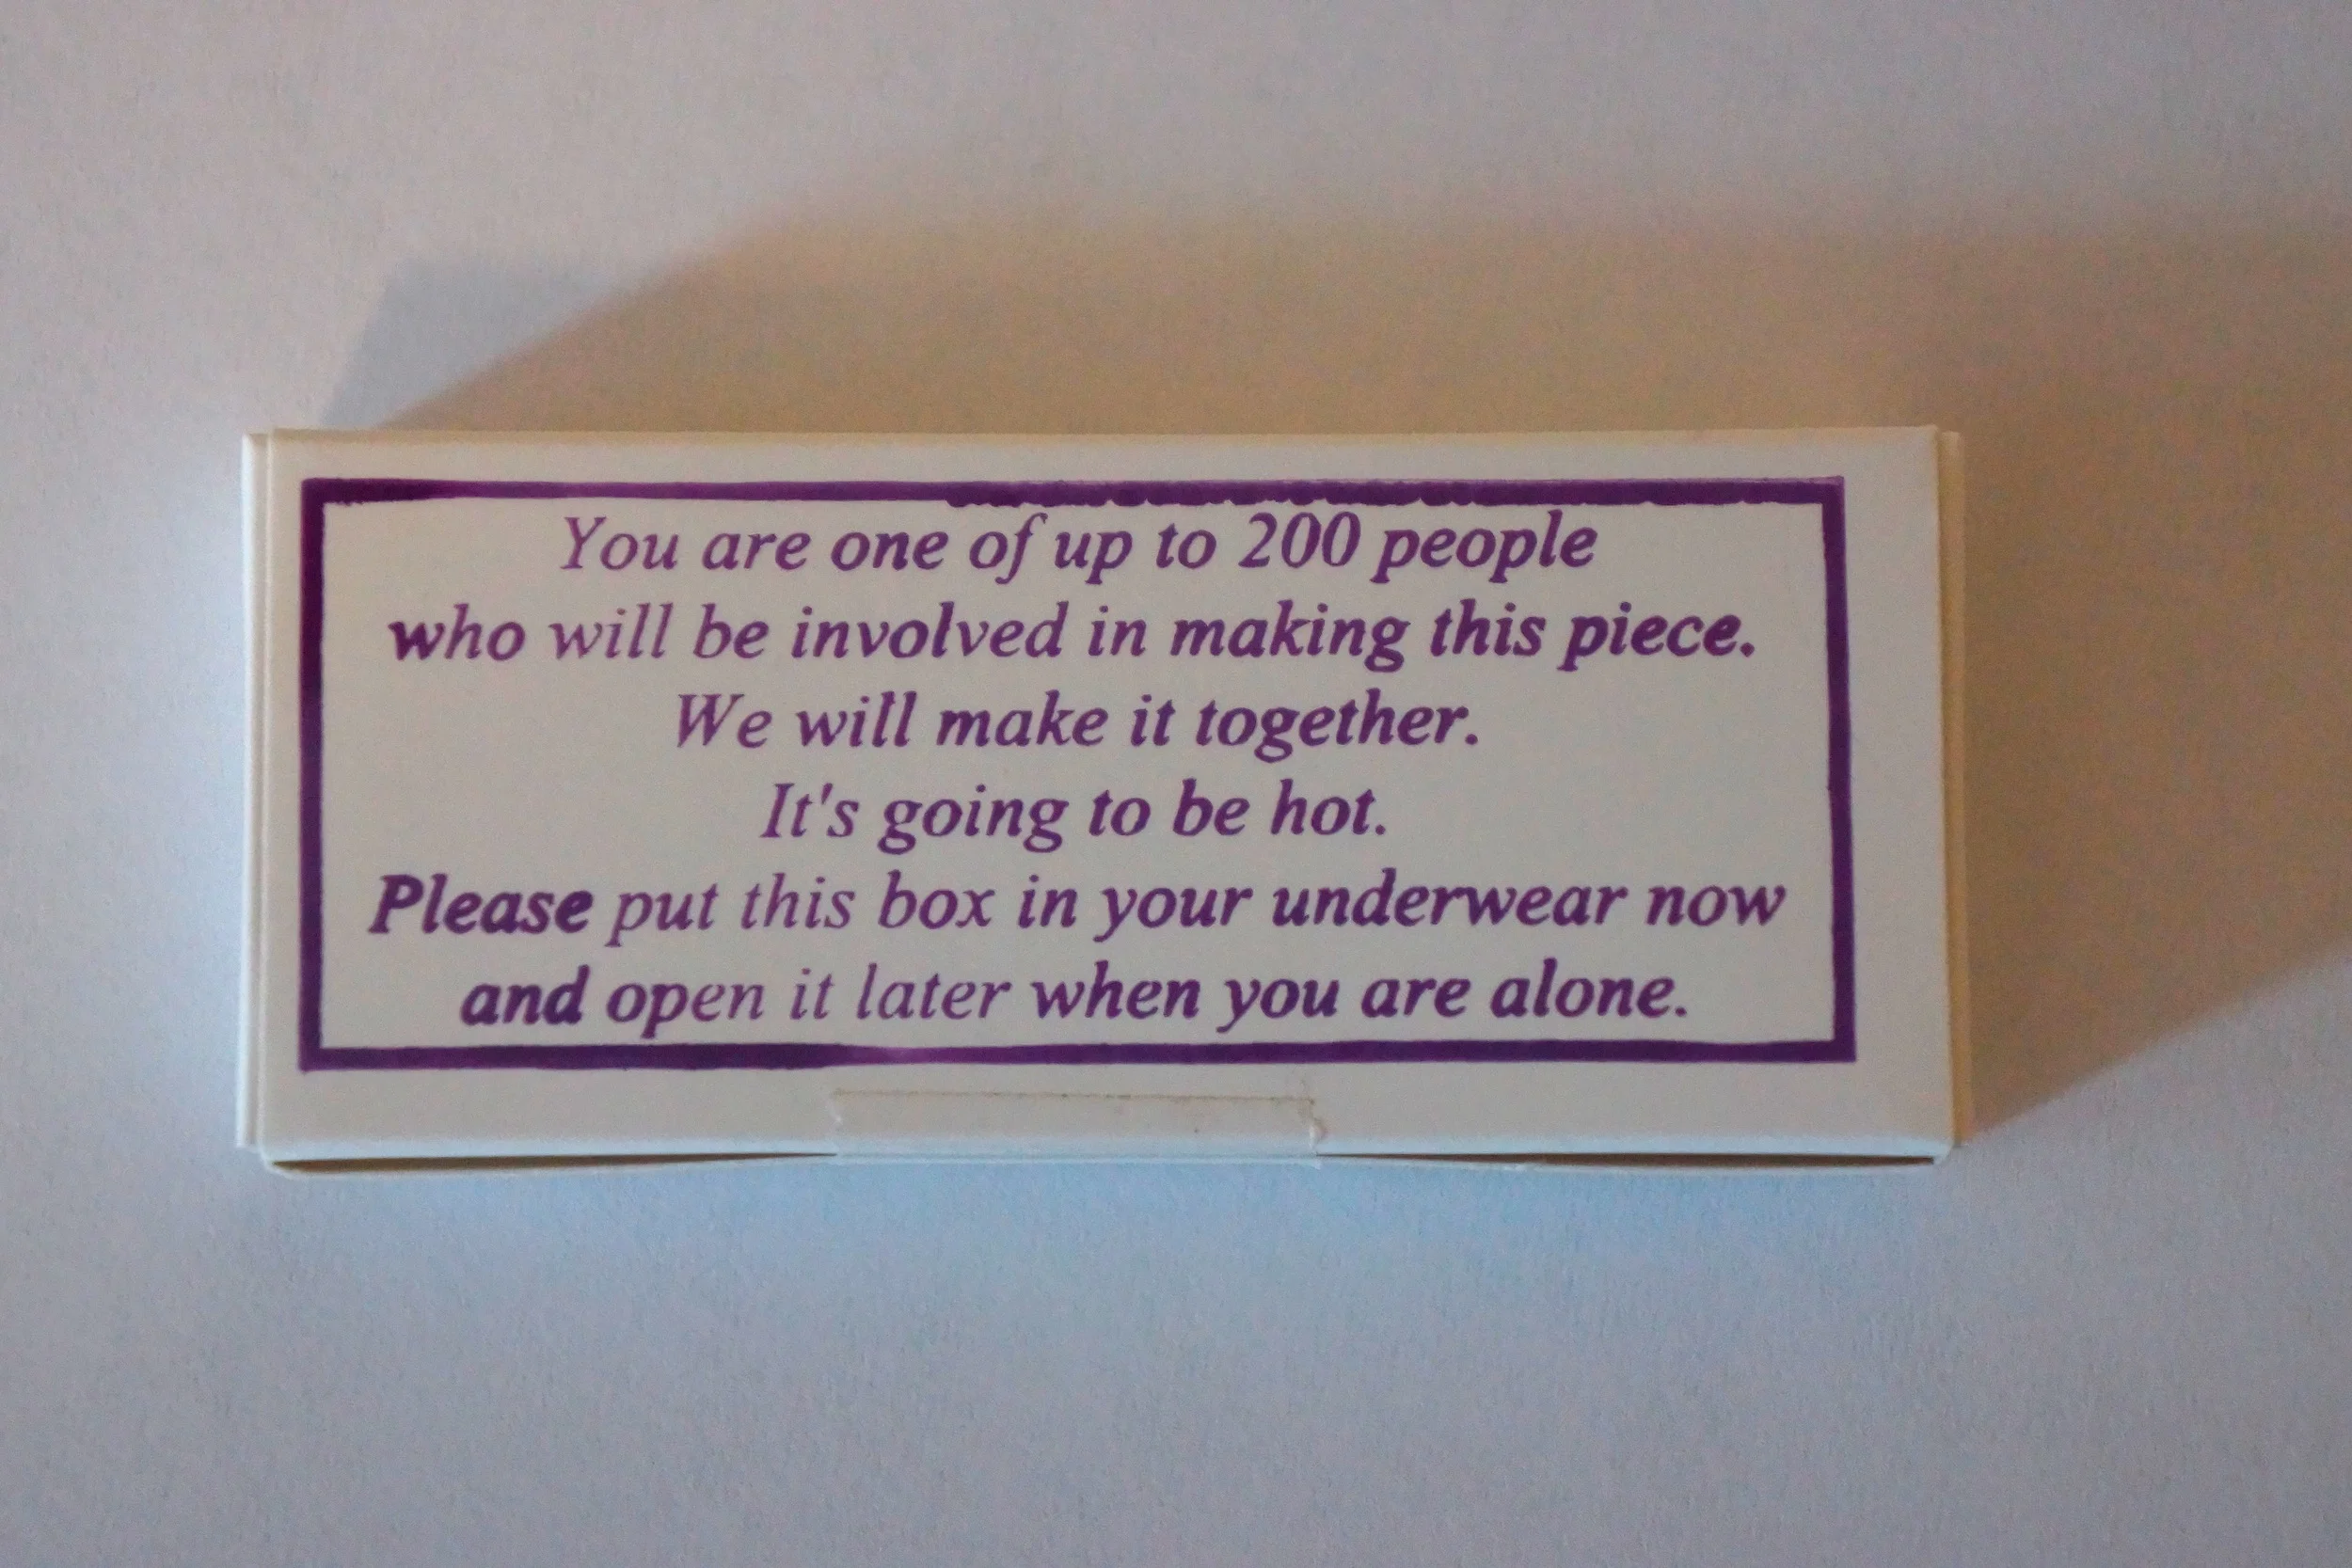 You are one of up to 200 people
who will be involved in making this piece.
We will make it together.
It's going to be hot.
Please put this box in your underwear now
and open it later when you are alone.